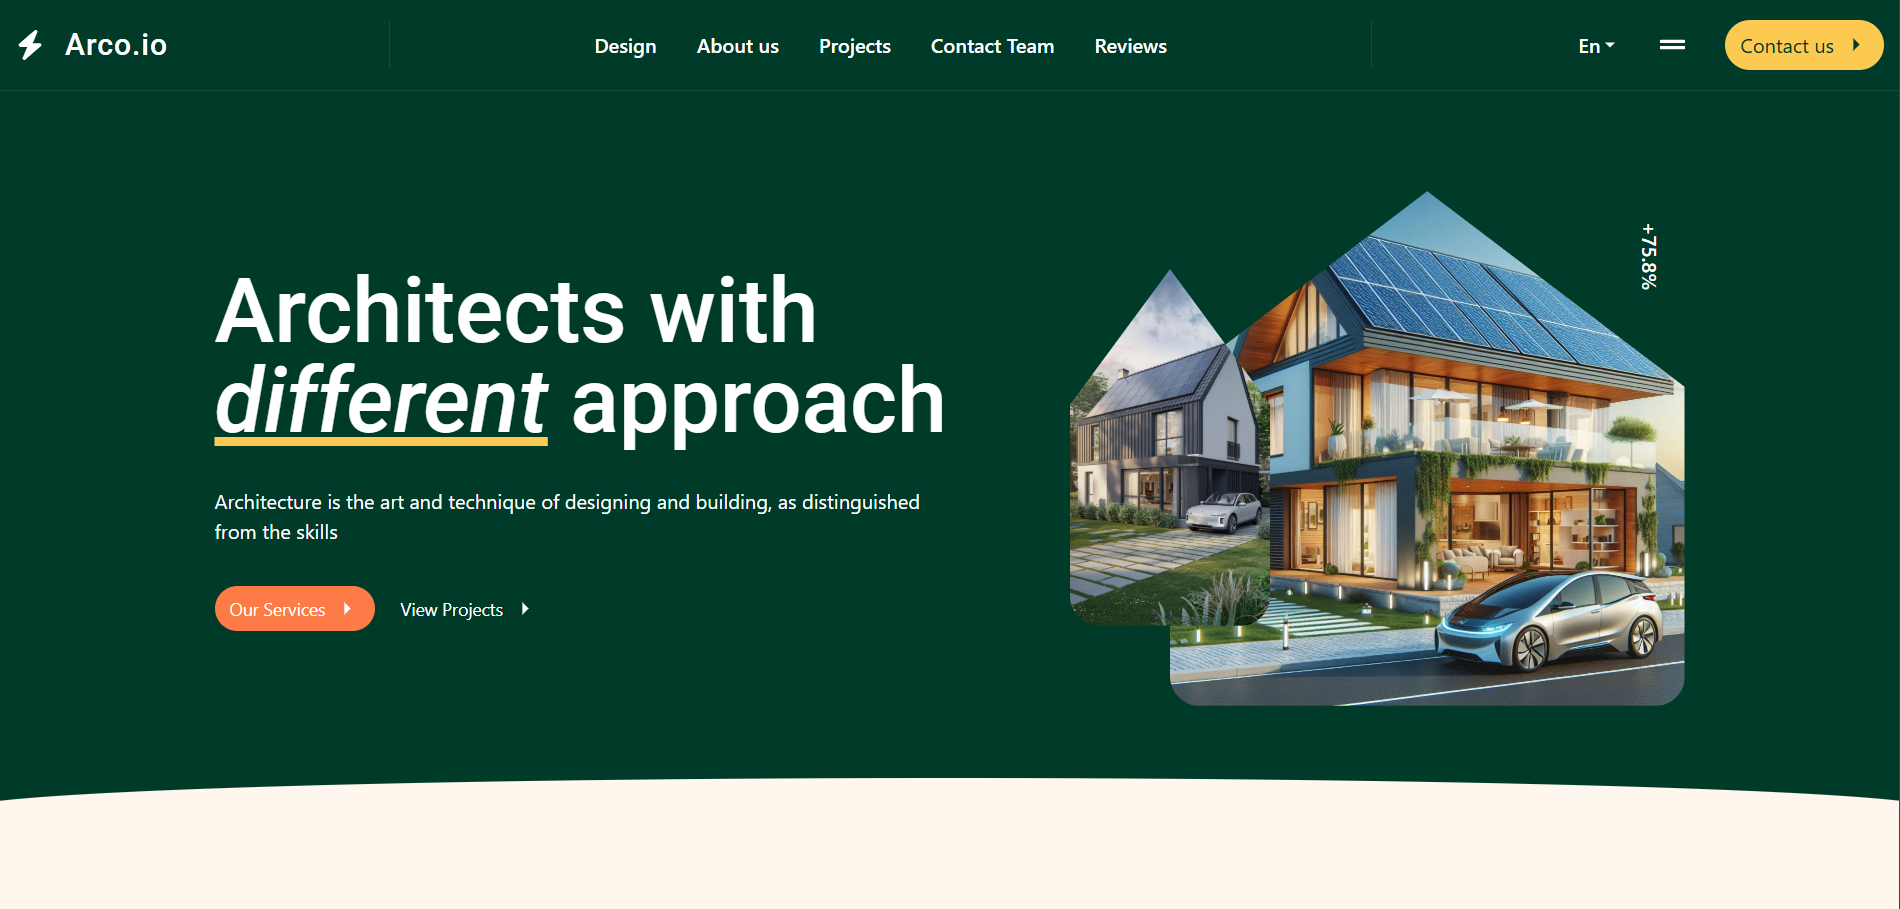 Arco.io
Design
About us
Projects
Contact Team
Reviews
En
Contact us
+75.8%
Architects with
different approach
Architecture is the art and technique of designing and building, as distinguished
from the skills
Our Services
View Projects